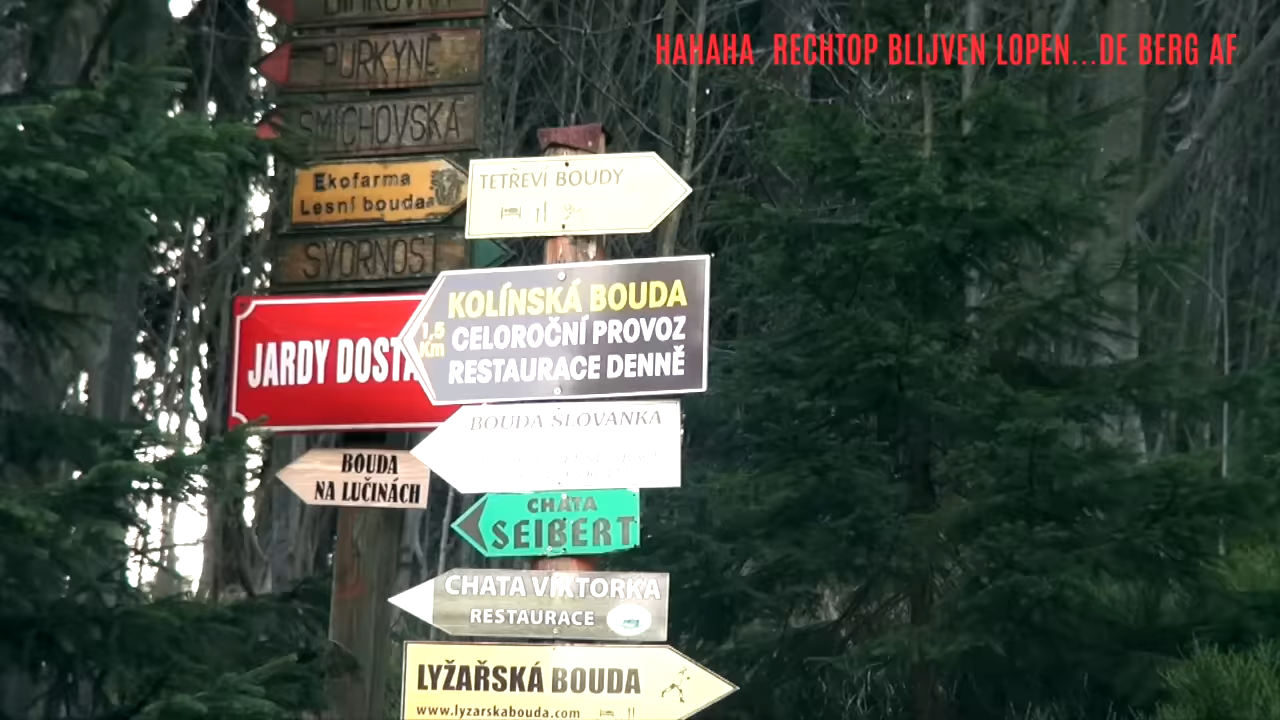 HAHAHA RECHTOP BLIJVEN LOPEN...DE BERG AF
PURKYNĚ
SMÍCHOVSKÁ
Ekofarma
Lesní bouda
SVORNOST
TETŘEVÍ BOUDY
JARDY DOSTA
KOLÍNSKÁ BOUDA
1,5
Km
CELOROČNÍ PROVOZ
RESTAURACE DENNĚ
BOUDA SLOVANKA
BOUDA
NA LUČINÁCH
CHATA
SEIBERT
CHATA VIKTORKA
RESTAURACE
LYŽAŘSKÁ BOUDA
www.lyzarskabouda.com